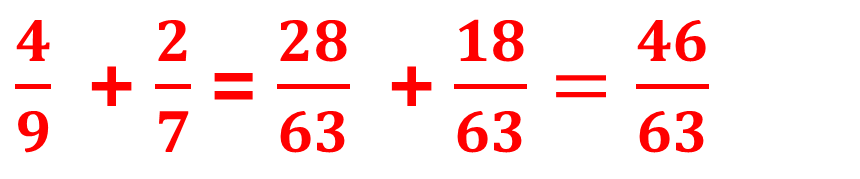 4/9 + 2/7 = 28/63 + 18/63 = 46/63